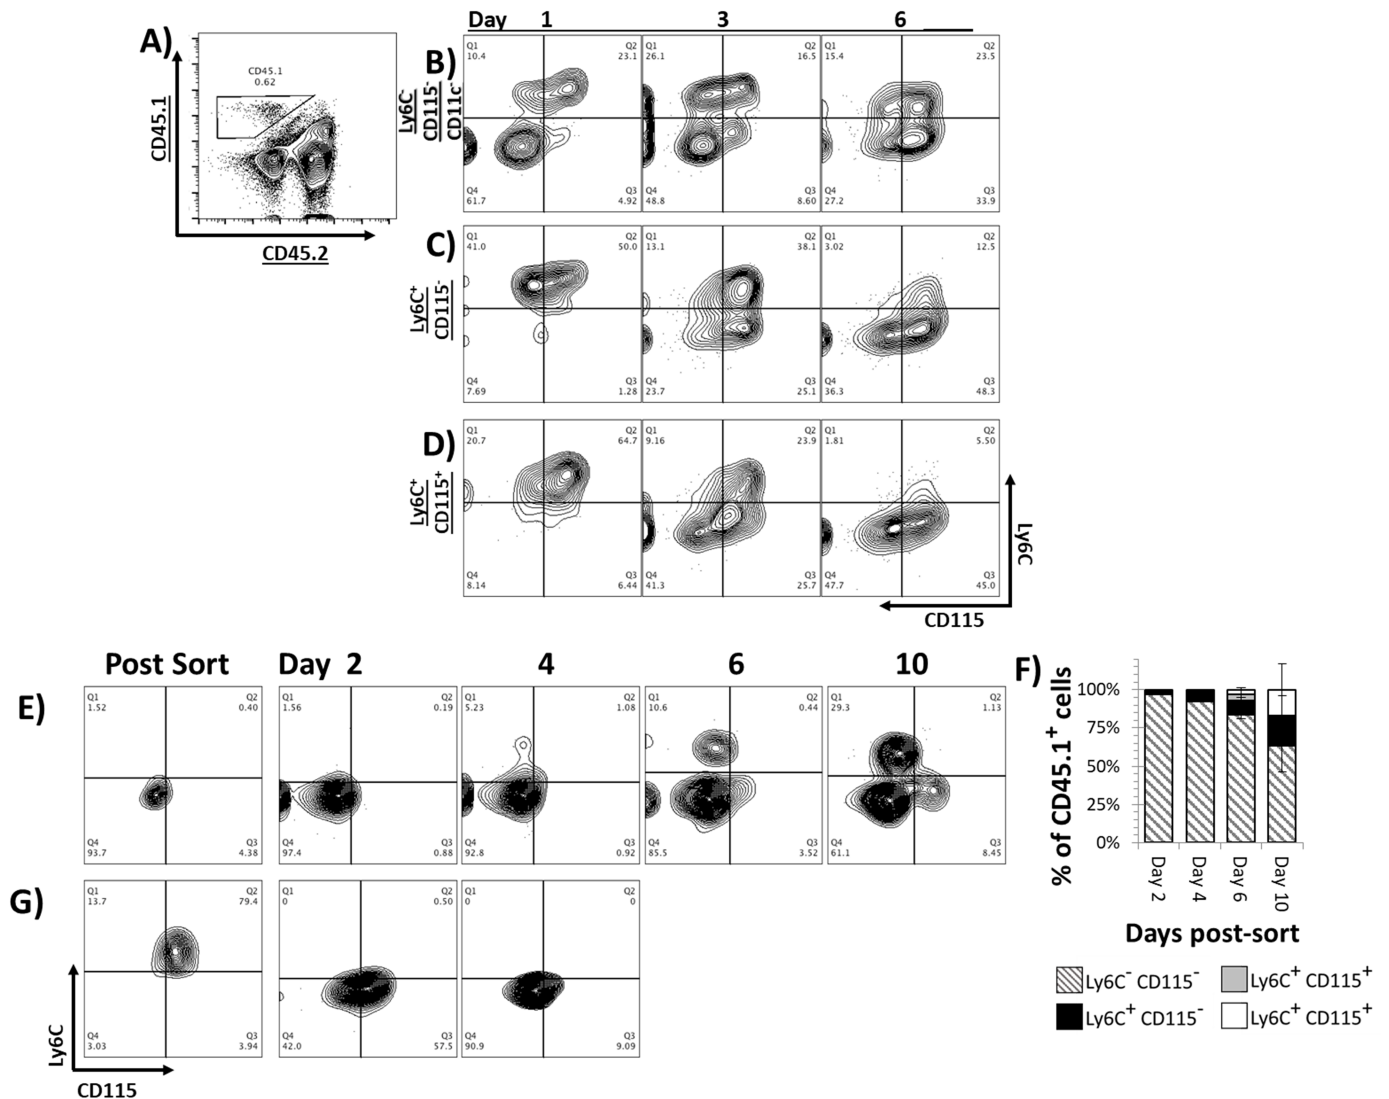 A)
CD45.1
0.62
CD45.1
CD45.2
Day 1 3 6
B)
Ly6C-
CD115-
CD11c-
Q1 10.4
Q2 23.1
Q4 61.7
Q3 4.92
Q1 26.1
Q2 16.5
Q4 48.8
Q3 8.60
Q1 15.4
Q2 23.5
Q4 27.2
Q3 33.9
C)
Ly6C+
CD115-
Q1 41.0
Q2 50.0
Q4 7.69
Q3 1.28
Q1 13.1
Q2 38.1
Q4 23.7
Q3 25.1
Q1 3.02
Q2 12.5
Q4 36.3
Q3 48.3
D)
Ly6C+
CD115+
Q1 20.7
Q2 64.7
Q4 8.14
Q3 6.44
Q1 9.16
Q2 23.9
Q4 41.3
Q3 25.7
Q1 1.81
Q2 5.50
Q4 47.7
Q3 45.0
Ly6C
CD115
Post Sort Day 2 4 6 10
E)
Q1 1.52
Q2 0.40
Q4 93.7
Q3 4.38
Q1 1.56
Q2 0.19
Q4 97.4
Q3 0.88
Q1 5.23
Q2 1.08
Q4 92.8
Q3 0.92
Q1 10.6
Q2 0.44
Q4 85.5
Q3 3.52
Q1 29.3
Q2 1.13
Q4 61.1
Q3 8.45
F)
% of CD45.1+ cells
100%
75%
50%
25%
0%
Day 2
Day 4
Day 6
Day 10
Days post-sort
Ly6C- CD115-
Ly6C+ CD115+
Ly6C+ CD115-
Ly6C+ CD115+
G)
Q1 13.7
Q2 79.4
Q4 3.03
Q3 3.94
Q1 0
Q2 0.50
Q4 42.0
Q3 57.5
Q1 0
Q2 0
Q4 90.9
Q3 9.09
Ly6C
CD115